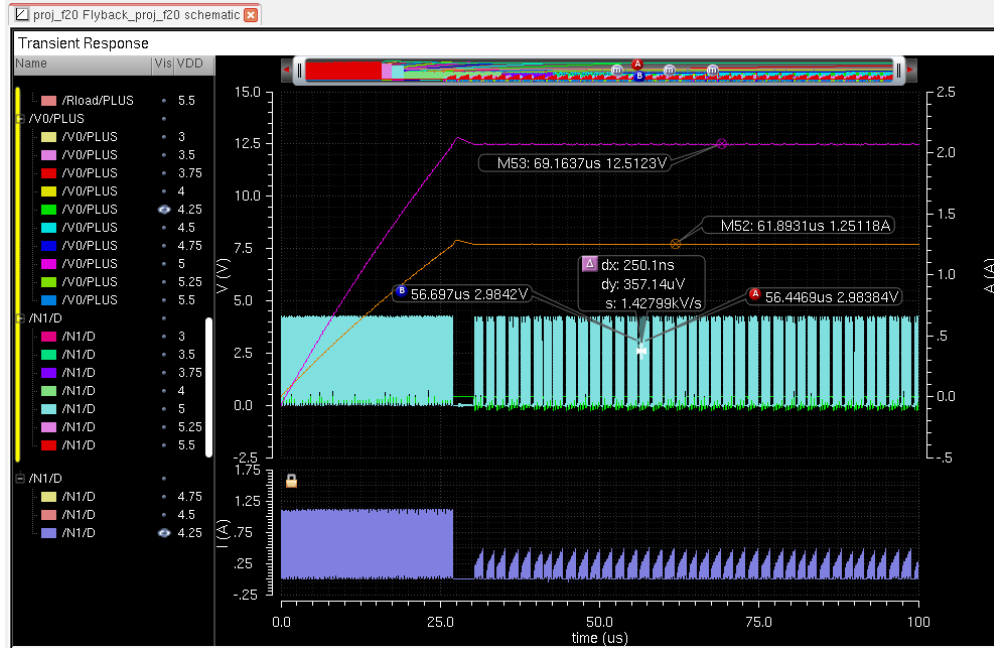 proj_f20 Flyback_proj_f20 schematic
Transient Response
Name Vis VDD
/Rload/PLUS 5.5
/V0/PLUS
/V0/PLUS 3
/V0/PLUS 3.5
/V0/PLUS 3.75
/V0/PLUS 4
/V0/PLUS 4.25
/V0/PLUS 4.5
/V0/PLUS 4.75
/V0/PLUS 5
/V0/PLUS 5.25
/V0/PLUS 5.5
/N1/D
/N1/D 3
/N1/D 3.5
/N1/D 3.75
/N1/D 4
/N1/D 5
/N1/D 5.25
/N1/D 5.5
/N1/D
/N1/D 4.75
/N1/D 4.5
/N1/D 4.25
m A B m m
15.0
12.5
10.0
7.5
5.0
2.5
0.0
-2.5
V (V)
2.5
2.0
1.5
1.0
.5
0.0
-.5
A (A)
M53: 69.1637us 12.5123V
M52: 61.8931us 1.25118A
Δ dx: 250.1ns
dy: 357.14uV
s: 1.42799kV/s
B 56.697us 2.9842V
A 56.4469us 2.98384V
1.75
1.25
.75
.25
-.25
I (A)
0.0 25.0 50.0 75.0 100
time (us)